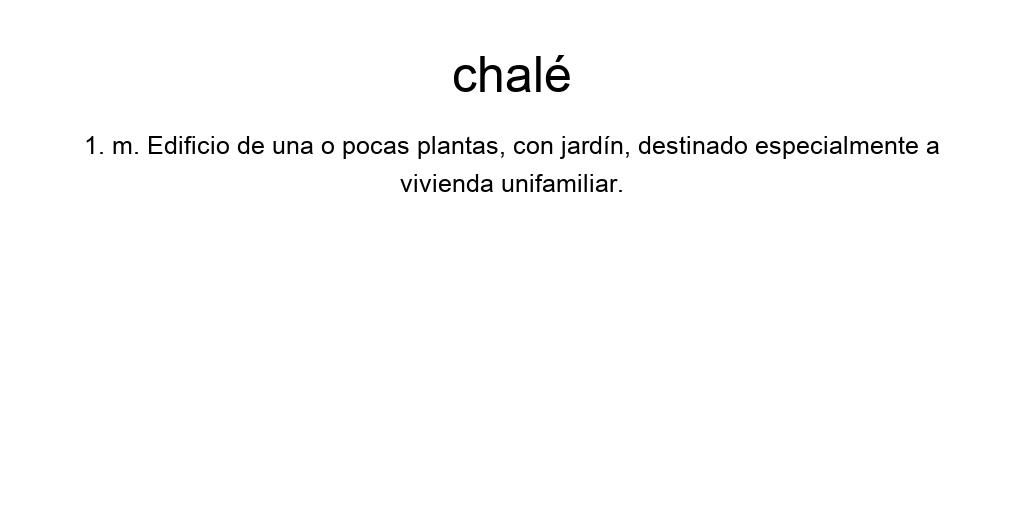 chalé
1. m. Edificio de una o pocas plantas, con jardín, destinado especialmente a
vivienda unifamiliar.